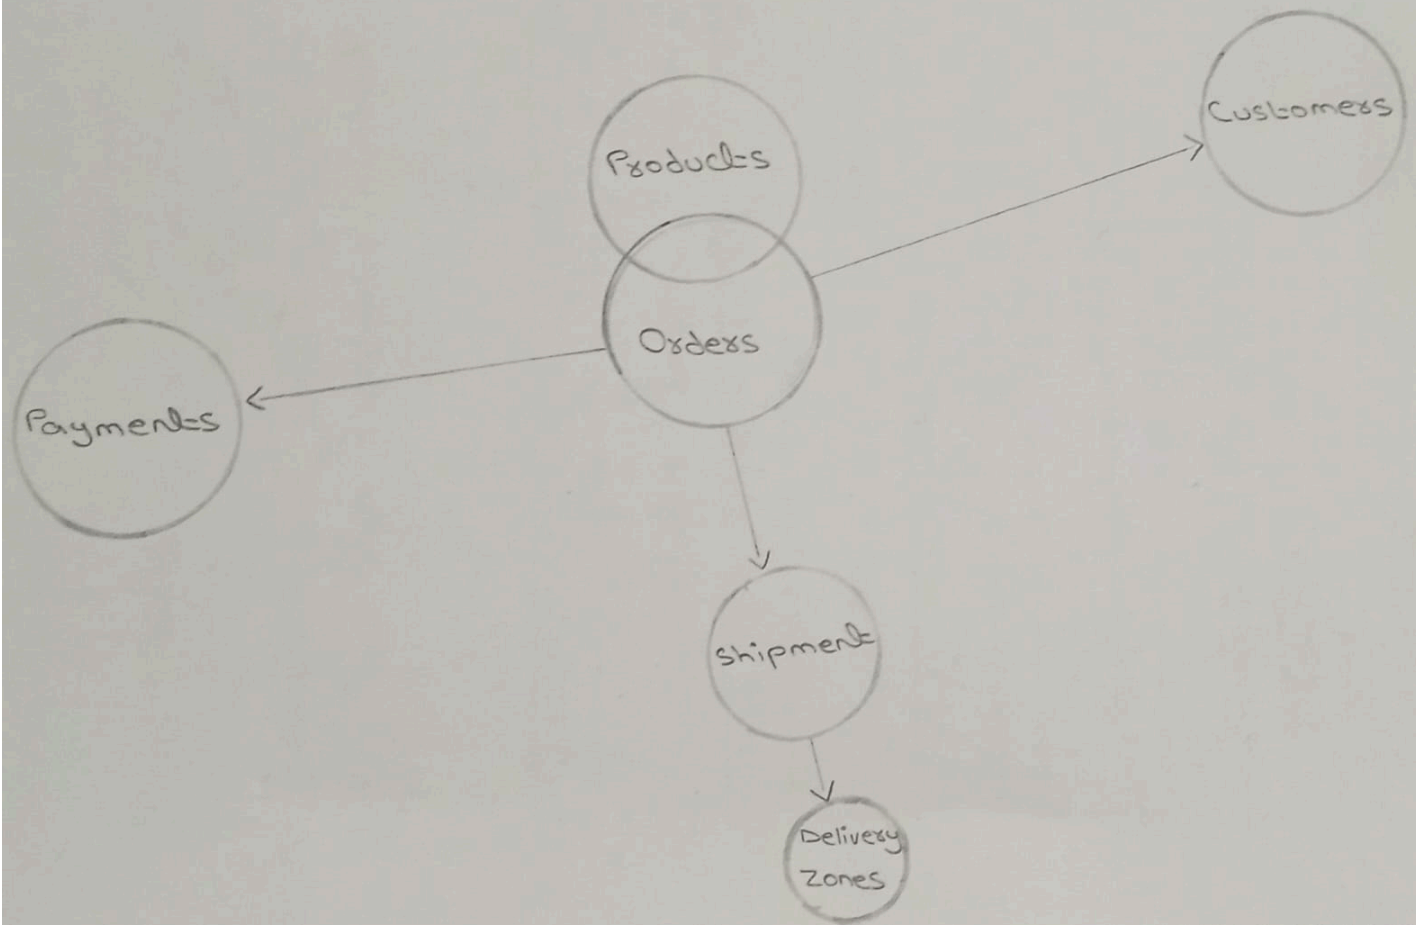 Customers
Products
Orders
Payments
Shipment
Delivery
Zones